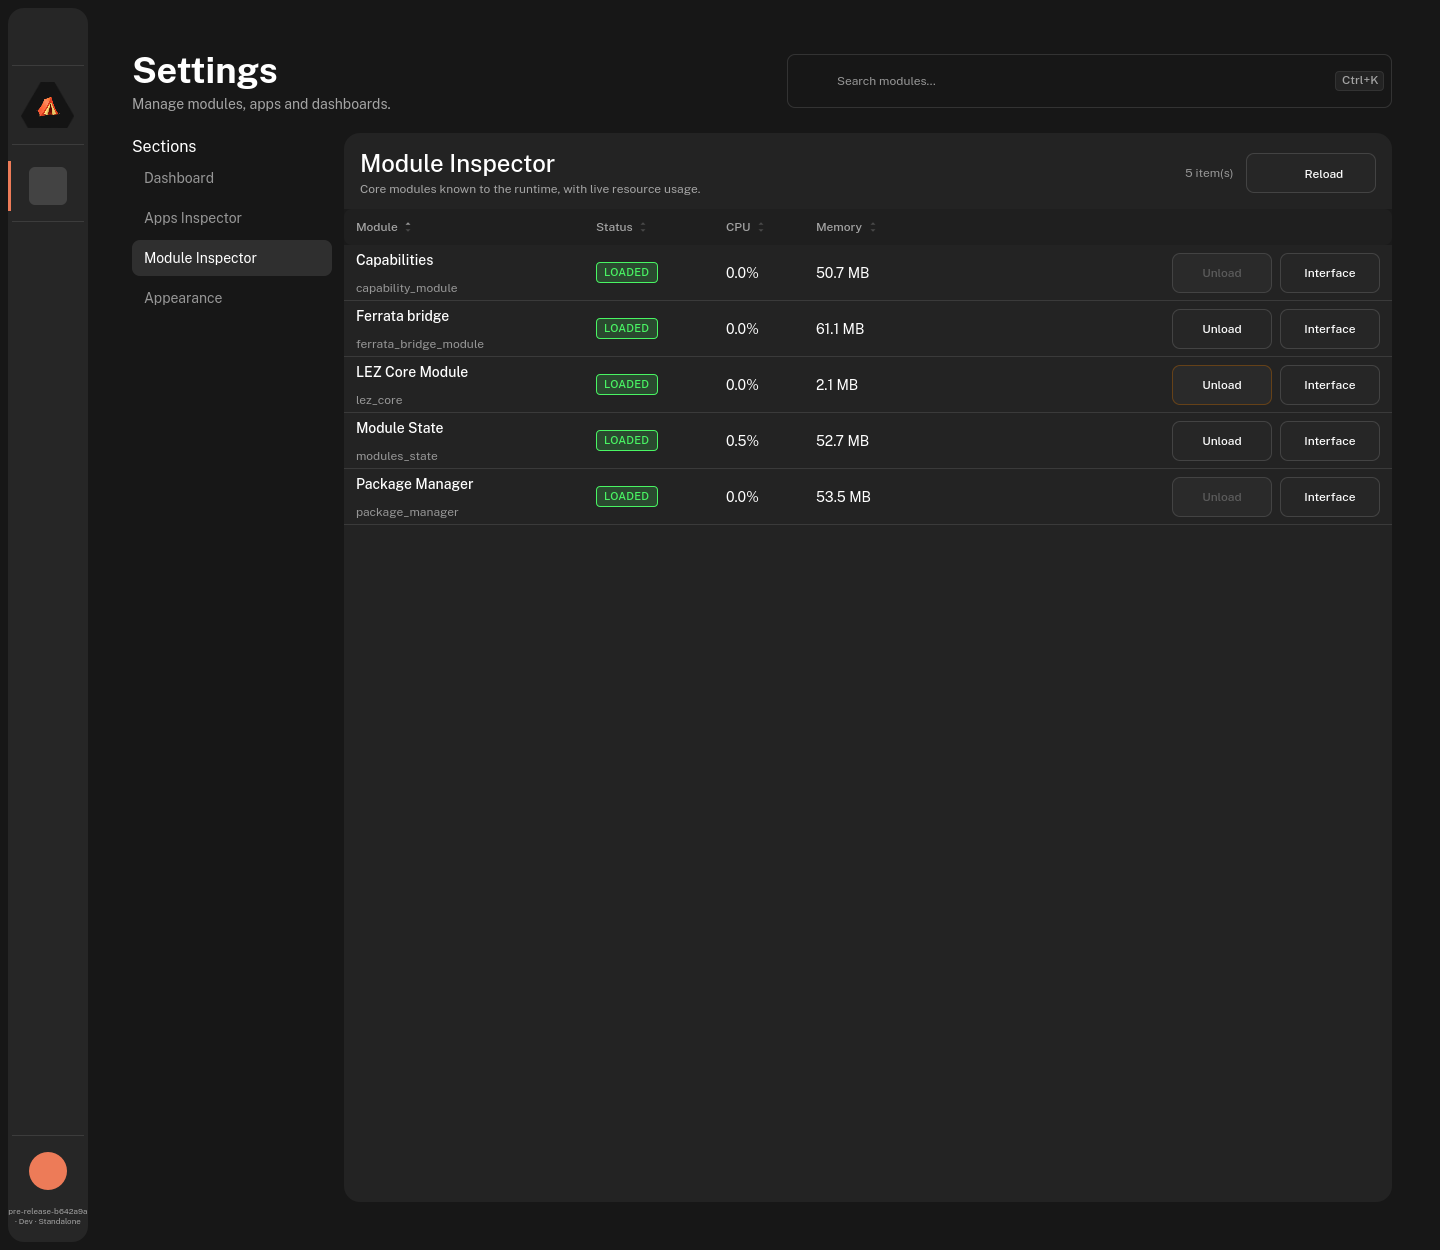 Settings
Manage modules, apps and dashboards.
Search modules...
Ctrl+K
Sections
Dashboard
Apps Inspector
Module Inspector
Appearance
Module Inspector
Core modules known to the runtime, with live resource usage.
5 item(s)
Reload
Module Status CPU Memory
Capabilities
capability_module
LOADED 0.0% 50.7 MB Unload Interface
Ferrata bridge
ferrata_bridge_module
LOADED 0.0% 61.1 MB Unload Interface
LEZ Core Module
lez_core
LOADED 0.0% 2.1 MB Unload Interface
Module State
modules_state
LOADED 0.5% 52.7 MB Unload Interface
Package Manager
package_manager
LOADED 0.0% 53.5 MB Unload Interface
pre-release-b642a9a
· Dev · Standalone